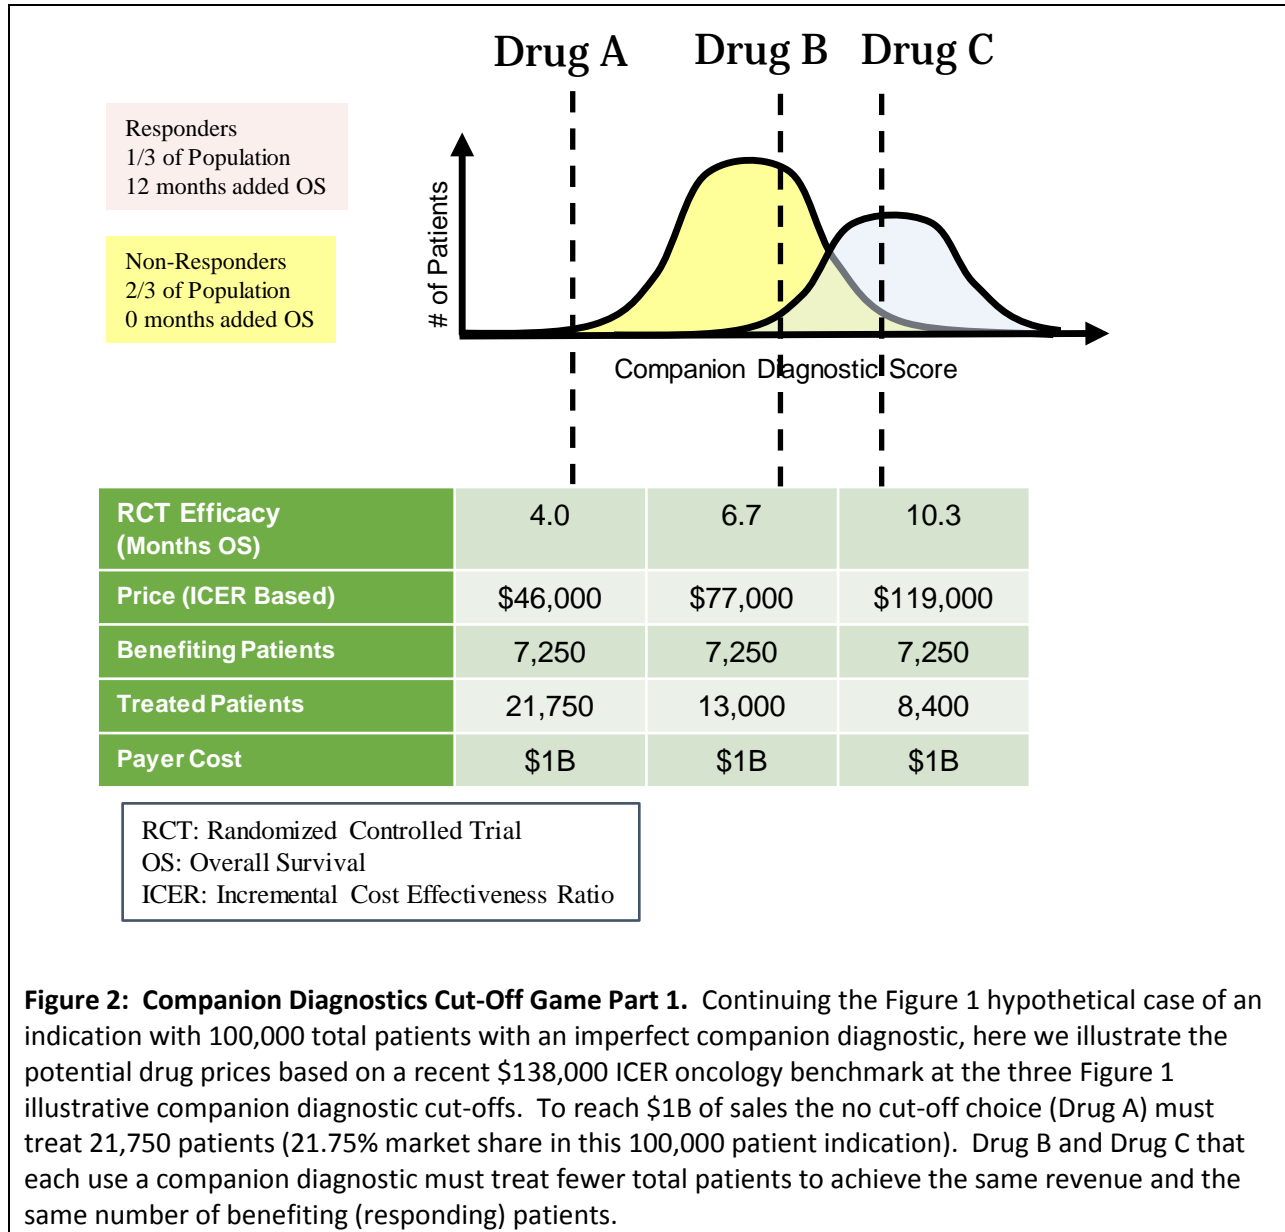 Drug A Drug B Drug C
Responders
1/3 of Population
12 months added OS
Non-Responders
2/3 of Population
0 months added OS
# of Patients
Companion Diagnostic Score
RCT Efficacy (Months OS) 4.0 6.7 10.3
Price (ICER Based) $46,000 $77,000 $119,000
Benefiting Patients 7,250 7,250 7,250
Treated Patients 21,750 13,000 8,400
Payer Cost $1B $1B $1B
RCT: Randomized Controlled Trial
OS: Overall Survival
ICER: Incremental Cost Effectiveness Ratio
Figure 2: Companion Diagnostics Cut-Off Game Part 1. Continuing the Figure 1 hypothetical case of an
indication with 100,000 total patients with an imperfect companion diagnostic, here we illustrate the
potential drug prices based on a recent $138,000 ICER oncology benchmark at the three Figure 1
illustrative companion diagnostic cut-offs. To reach $1B of sales the no cut-off choice (Drug A) must
treat 21,750 patients (21.75% market share in this 100,000 patient indication). Drug B and Drug C that
each use a companion diagnostic must treat fewer total patients to achieve the same revenue and the
same number of benefiting (responding) patients.